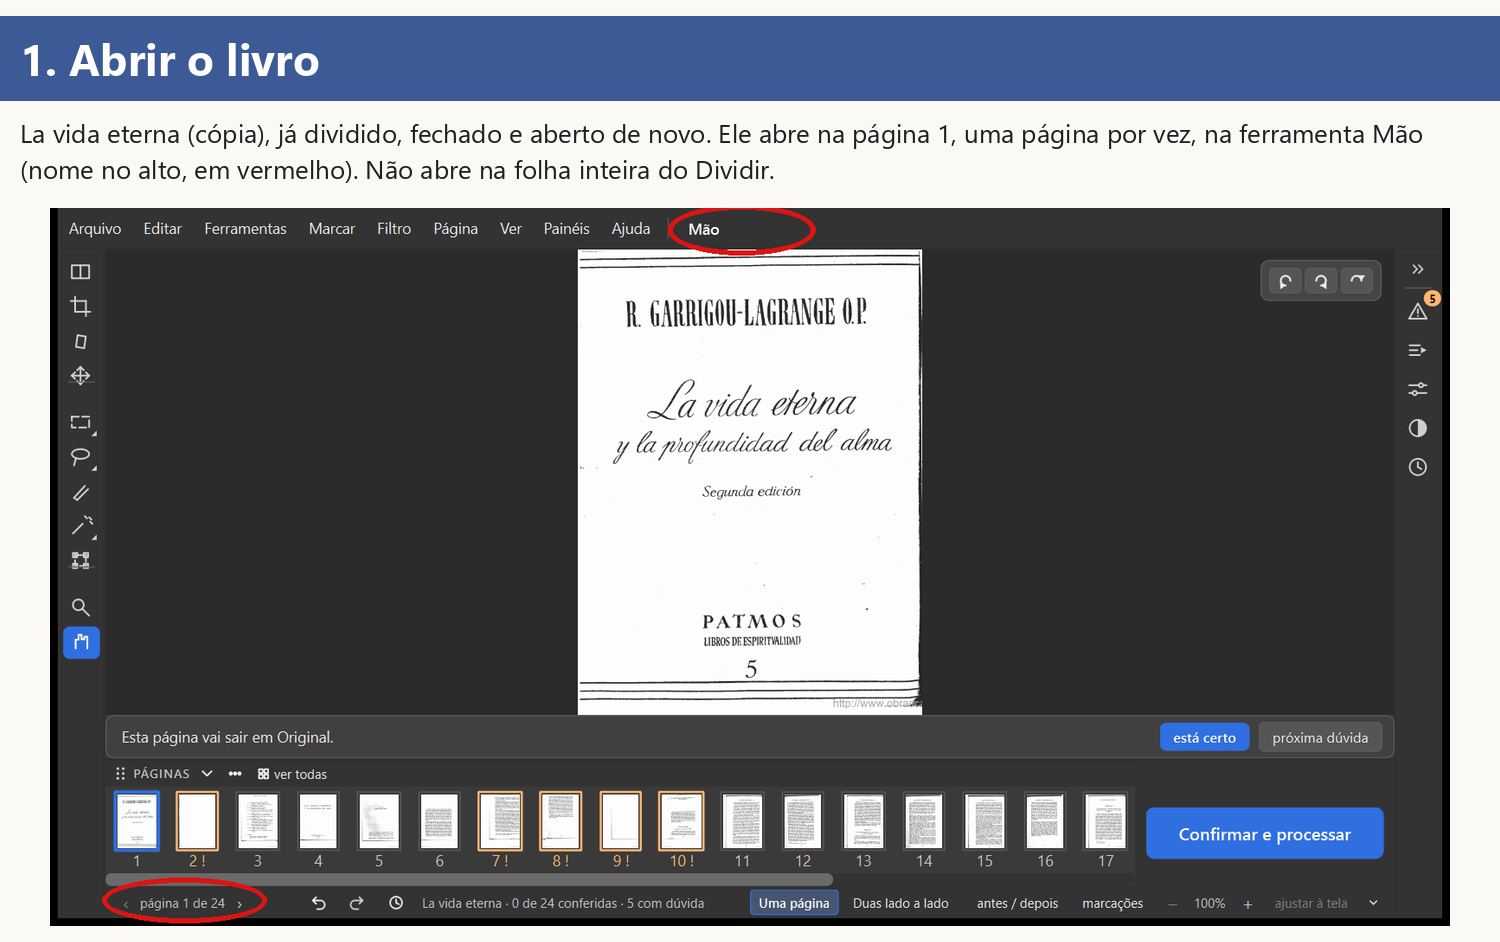 1. Abrir o livro
La vida eterna (cópia), já dividido, fechado e aberto de novo. Ele abre na página 1, uma página por vez, na ferramenta Mão
(nome no alto, em vermelho). Não abre na folha inteira do Dividir.
Arquivo Editar Ferramentas Marcar Filtro Página Ver Painéis Ajuda Mão
5
R. GARRIGOU-LAGRANGE O.P.
La vida eterna
y la profundidad del alma
Segunda edición
PATMOS
LIBROS DE ESPIRITVALIDAD
5
http://www.obras
Esta página vai sair em Original. está certo próxima dúvida
PÁGINAS ••• ver todas
1 2 ! 3 4 5 6 7 ! 8 ! 9 ! 10 ! 11 12 13 14 15 16 17
Confirmar e processar
‹ página 1 de 24 › La vida eterna · 0 de 24 conferidas · 5 com dúvida Uma página Duas lado a lado antes / depois marcações − 100% + ajustar à tela